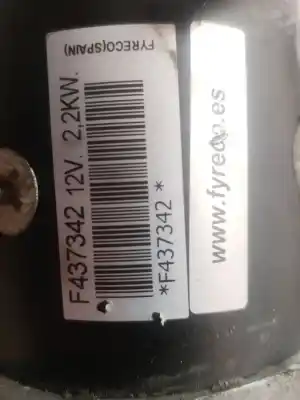 FYRECO(SPAIN)
F437342 12V. 2,2KW.
*F437342 *
www.fyreco.es